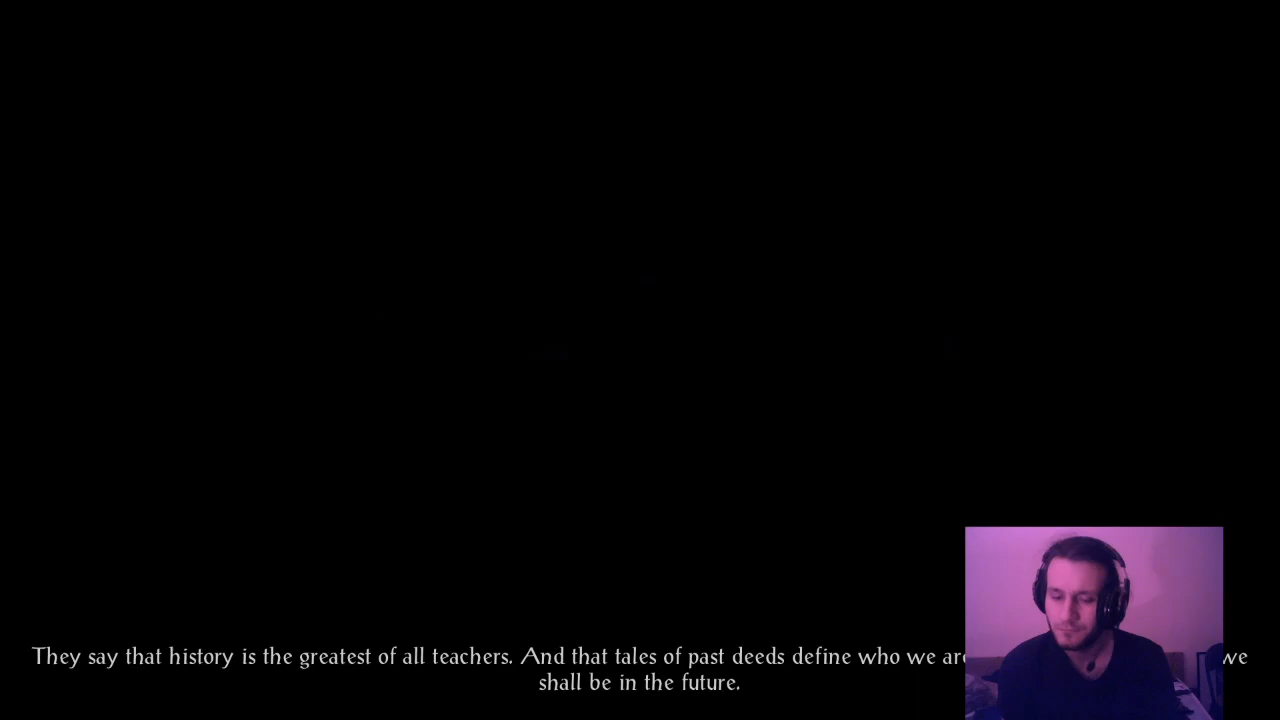 They say that history is the greatest of all teachers. And that tales of past deeds define who we are we
shall be in the future.